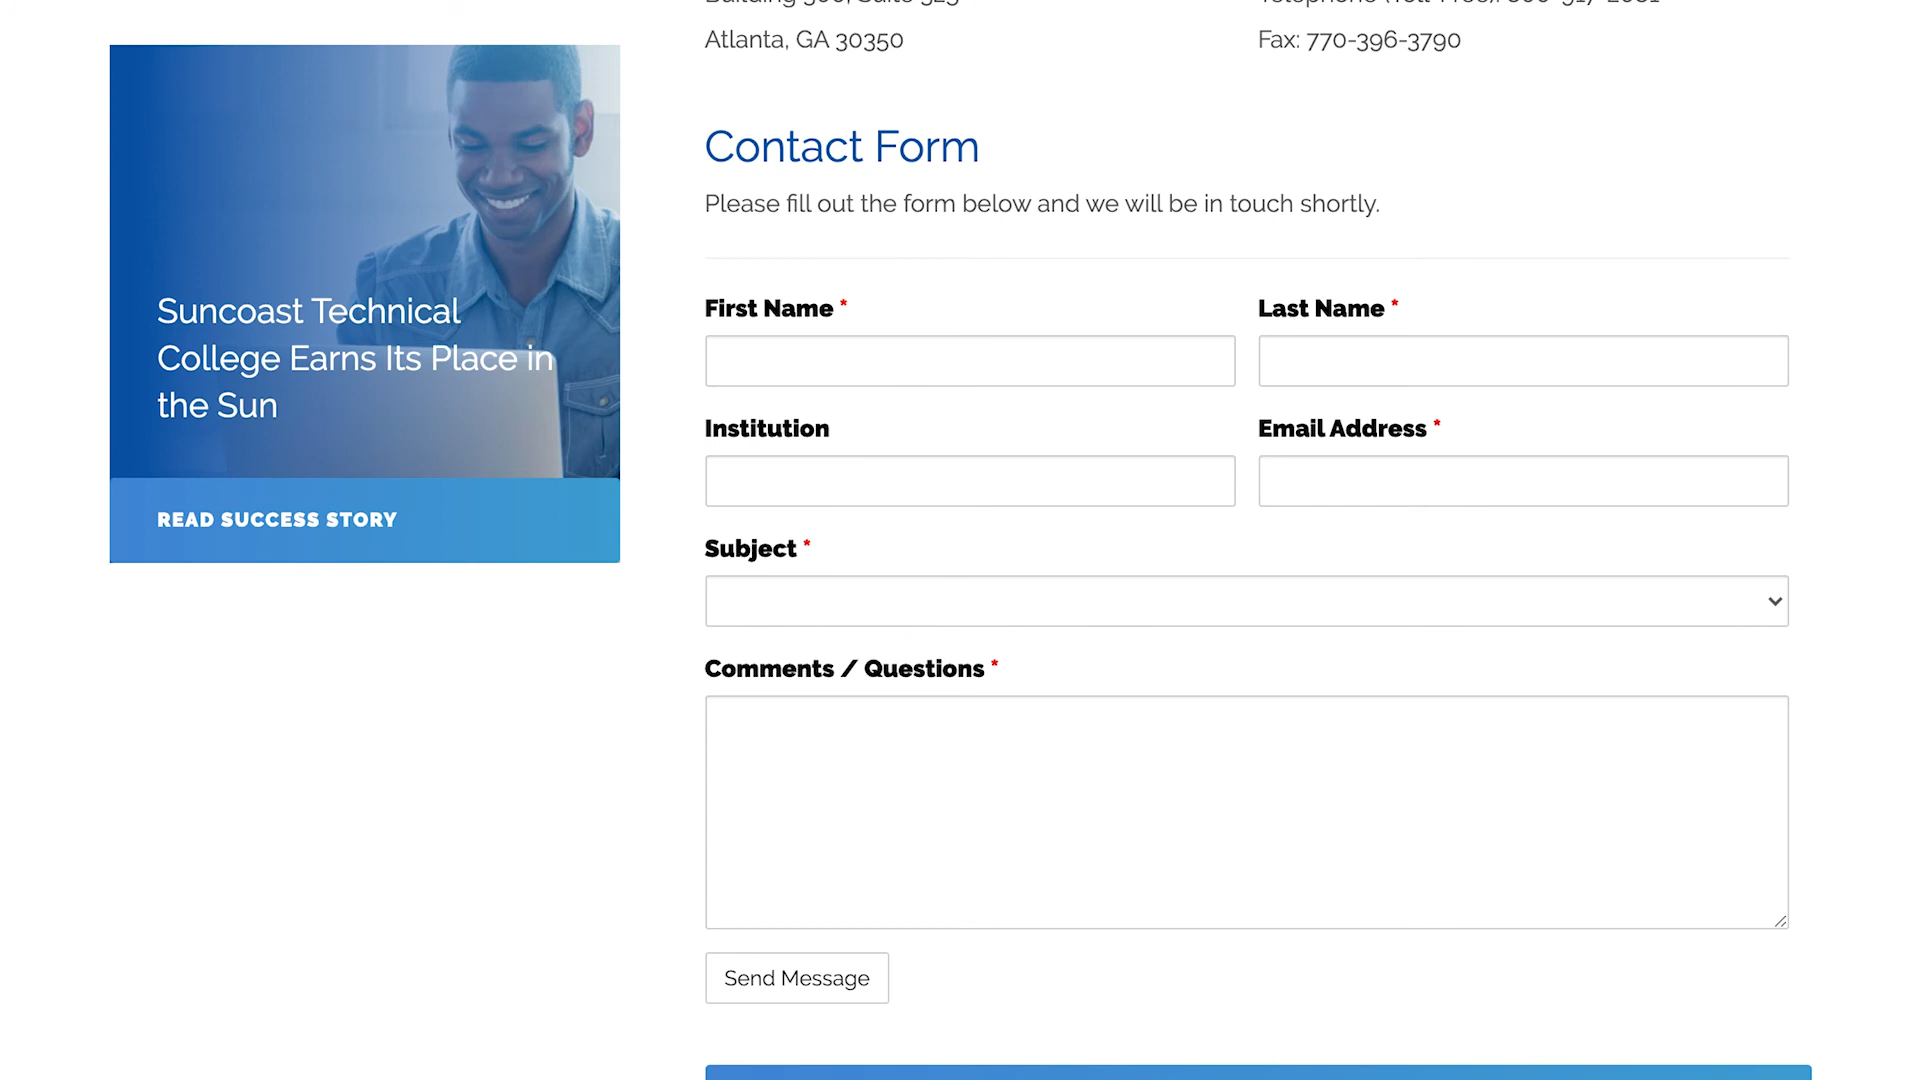 Atlanta, GA 30350
Fax: 770-396-3790
Suncoast Technical
College Earns Its Place in
the Sun
READ SUCCESS STORY
Contact Form
Please fill out the form below and we will be in touch shortly.
First Name *
Last Name *
Institution
Email Address *
Subject *
Comments / Questions *
Send Message